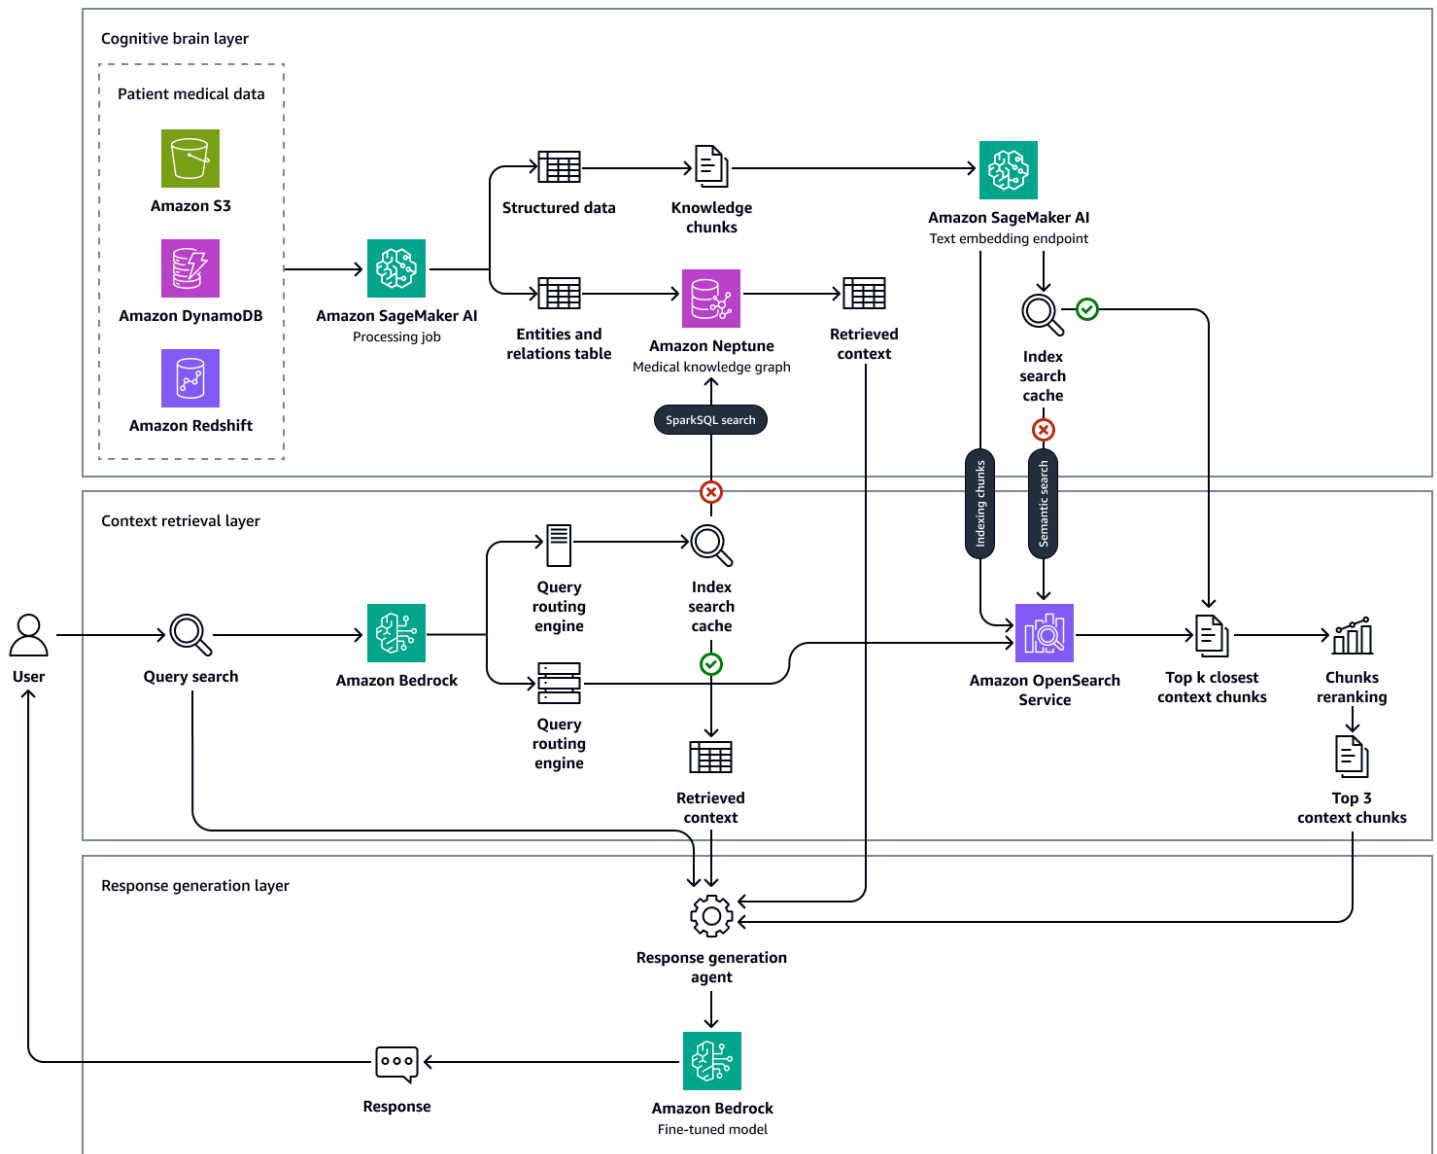 Cognitive brain layer
Patient medical data
Amazon S3
Amazon DynamoDB
Amazon Redshift
Amazon SageMaker AI
Processing job
Structured data
Entities and
relations table
Knowledge
chunks
Amazon Neptune
Medical knowledge graph
SparkSQL search
Retrieved
context
Amazon SageMaker AI
Text embedding endpoint
Index
search
cache
Indexing chunks
Semantic search
Context retrieval layer
User
Query search
Amazon Bedrock
Query
routing
engine
Query
routing
engine
Index
search
cache
Retrieved
context
Amazon OpenSearch
Service
Top k closest
context chunks
Chunks
reranking
Top 3
context chunks
Response generation layer
Response generation
agent
Amazon Bedrock
Fine-tuned model
Response